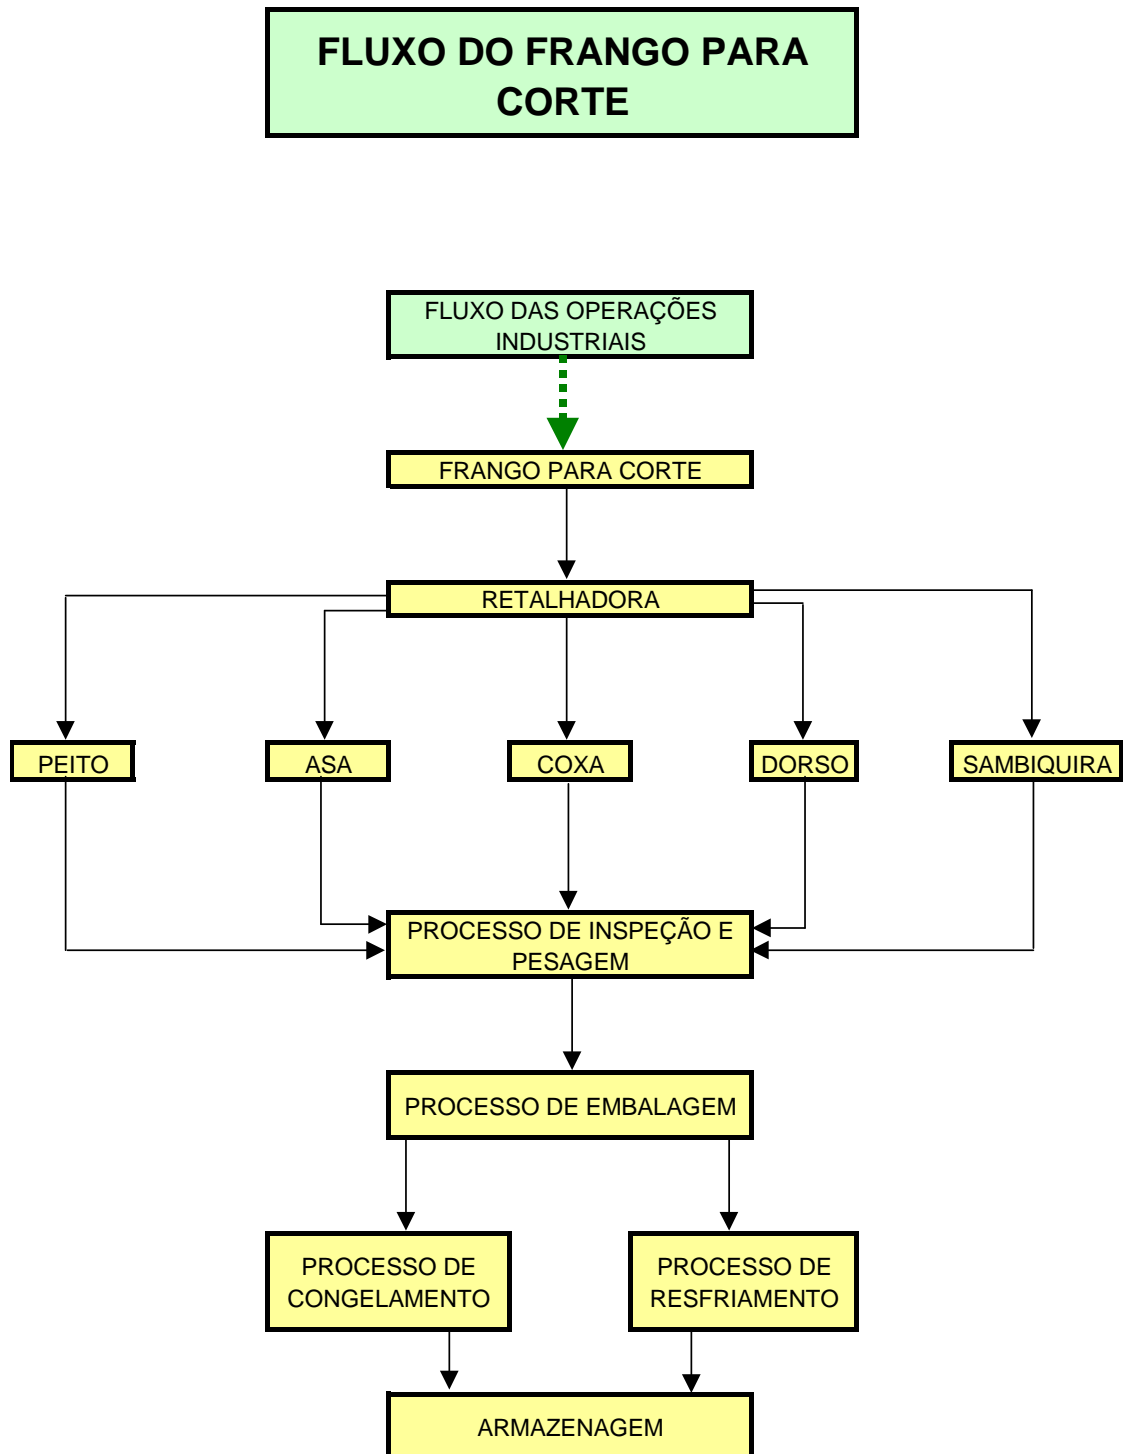 FLUXO DO FRANGO PARA
CORTE
FLUXO DAS OPERAÇÕES
INDUSTRIAIS
FRANGO PARA CORTE
RETALHADORA
PEITO
ASA
COXA
DORSO
SAMBIQUIRA
PROCESSO DE INSPEÇÃO E
PESAGEM
PROCESSO DE EMBALAGEM
PROCESSO DE
CONGELAMENTO
PROCESSO DE
RESFRIAMENTO
ARMAZENAGEM